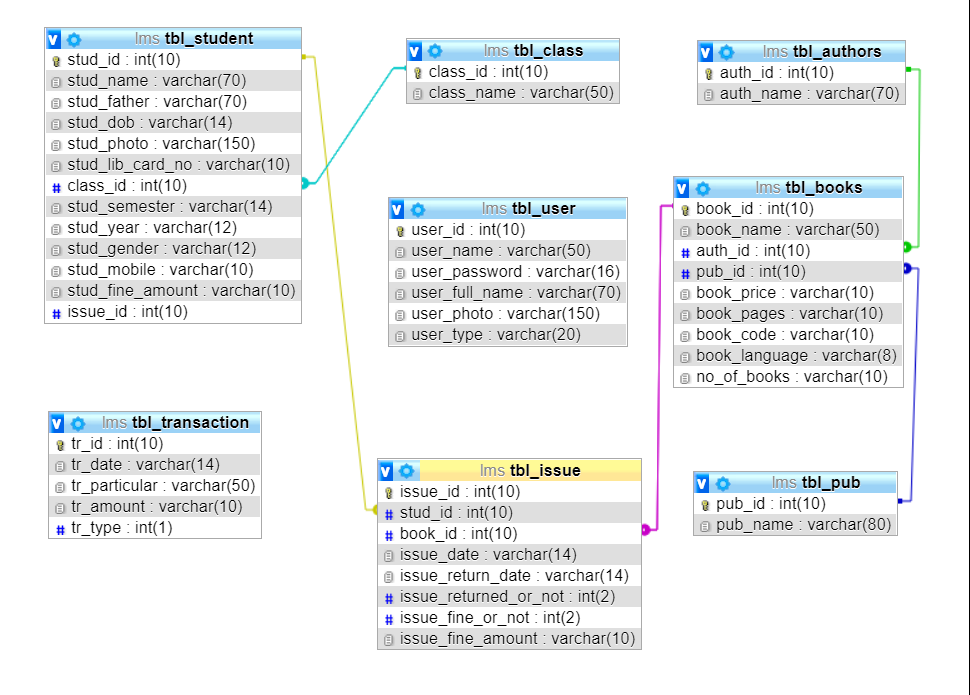 lms tbl_student
stud_id : int(10)
stud_name : varchar(70)
stud_father : varchar(70)
stud_dob : varchar(14)
stud_photo : varchar(150)
stud_lib_card_no : varchar(10)
# class_id : int(10)
stud_semester : varchar(14)
stud_year : varchar(12)
stud_gender : varchar(12)
stud_mobile : varchar(10)
stud_fine_amount : varchar(10)
# issue_id : int(10)
lms tbl_class
class_id : int(10)
class_name : varchar(50)
lms tbl_authors
auth_id : int(10)
auth_name : varchar(70)
lms tbl_user
user_id : int(10)
user_name : varchar(50)
user_password : varchar(16)
user_full_name : varchar(70)
user_photo : varchar(150)
user_type : varchar(20)
lms tbl_books
book_id : int(10)
book_name : varchar(50)
# auth_id : int(10)
# pub_id : int(10)
book_price : varchar(10)
book_pages : varchar(10)
book_code : varchar(10)
book_language : varchar(8)
no_of_books : varchar(10)
lms tbl_transaction
tr_id : int(10)
tr_date : varchar(14)
tr_particular : varchar(50)
tr_amount : varchar(10)
# tr_type : int(1)
lms tbl_issue
issue_id : int(10)
# stud_id : int(10)
# book_id : int(10)
issue_date : varchar(14)
issue_return_date : varchar(14)
# issue_returned_or_not : int(2)
# issue_fine_or_not : int(2)
issue_fine_amount : varchar(10)
lms tbl_pub
pub_id : int(10)
pub_name : varchar(80)